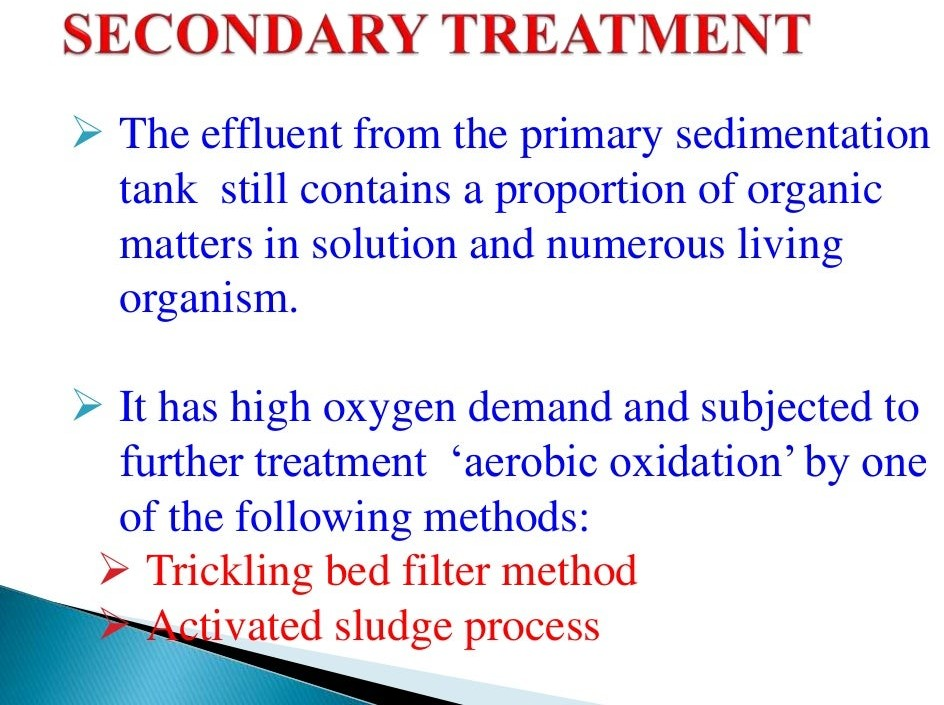 SECONDARY TREATMENT
The effluent from the primary sedimentation
tank still contains a proportion of organic
matters in solution and numerous living
organism.
It has high oxygen demand and subjected to
further treatment ‘aerobic oxidation’ by one
of the following methods:
Trickling bed filter method
Activated sludge process